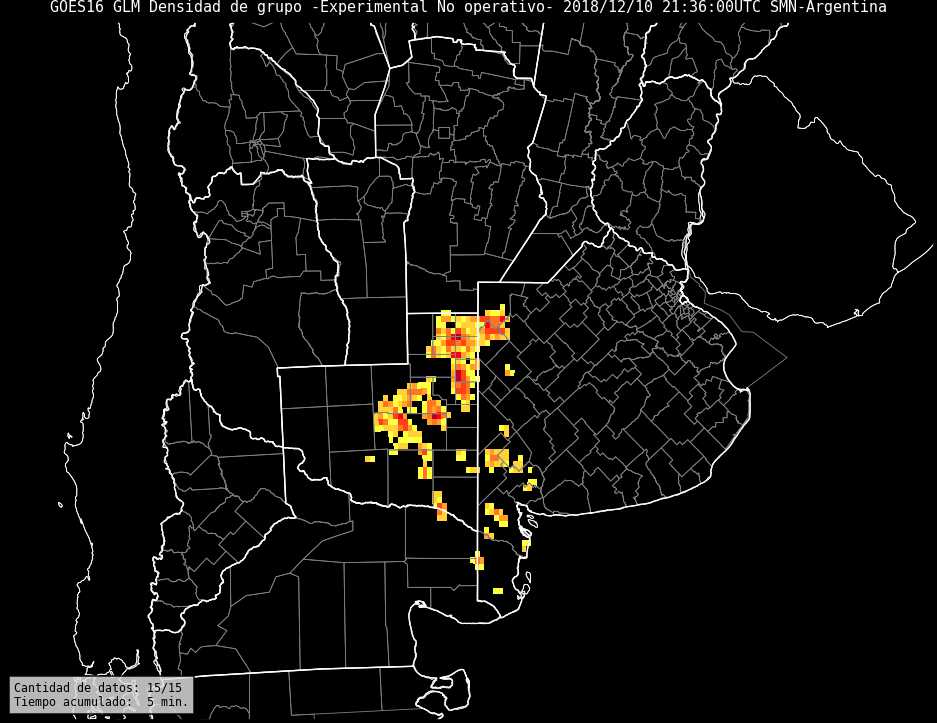 GOES16 GLM Densidad de grupo -Experimental No operativo- 2018/12/10 21:36:00UTC SMN-Argentina
Cantidad de datos: 15/15
Tiempo acumulado:  5 min.